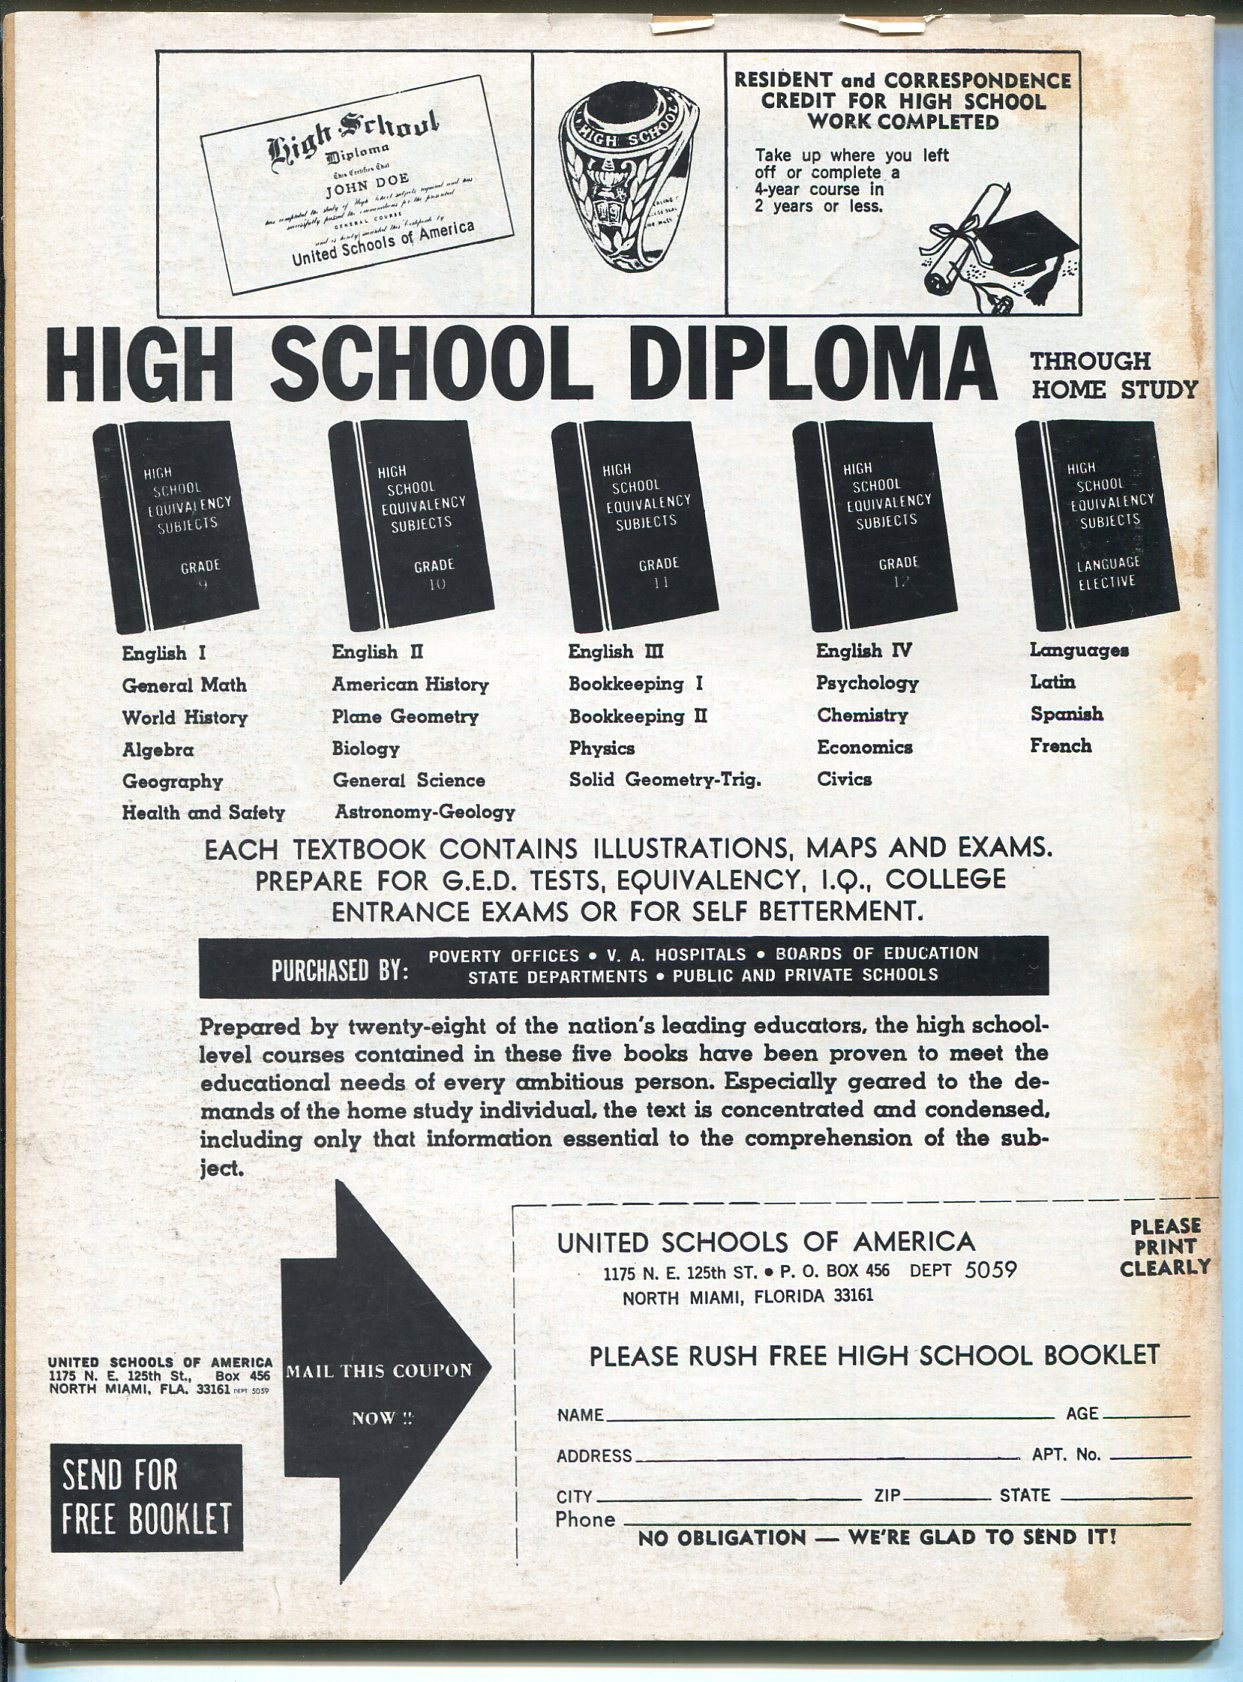 High School
Diploma
This Certifies That
JOHN DOE
GENERAL COURSE
United Schools of America
HIGH SCHOOL
RESIDENT and CORRESPONDENCE
CREDIT FOR HIGH SCHOOL
WORK COMPLETED
Take up where you left
off or complete a
4-year course in
2 years or less.
HIGH SCHOOL DIPLOMA
THROUGH
HOME STUDY
HIGH
SCHOOL
EQUIVALENCY
SUBJECTS
GRADE
9
HIGH
SCHOOL
EQUIVALENCY
SUBJECTS
GRADE
10
HIGH
SCHOOL
EQUIVALENCY
SUBJECTS
GRADE
11
HIGH
SCHOOL
EQUIVALENCY
SUBJECTS
GRADE
12
HIGH
SCHOOL
EQUIVALENCY
SUBJECTS
LANGUAGE
ELECTIVE
English I
General Math
World History
Algebra
Geography
Health and Safety
English II
American History
Plane Geometry
Biology
General Science
Astronomy-Geology
English III
Bookkeeping I
Bookkeeping II
Physics
Solid Geometry-Trig.
English IV
Psychology
Chemistry
Economics
Civics
Languages
Latin
Spanish
French
EACH TEXTBOOK CONTAINS ILLUSTRATIONS, MAPS AND EXAMS.
PREPARE FOR G.E.D. TESTS, EQUIVALENCY, I.Q., COLLEGE
ENTRANCE EXAMS OR FOR SELF BETTERMENT.
PURCHASED BY:
POVERTY OFFICES • V. A. HOSPITALS • BOARDS OF EDUCATION
STATE DEPARTMENTS • PUBLIC AND PRIVATE SCHOOLS
Prepared by twenty-eight of the nation's leading educators, the high school-
level courses contained in these five books have been proven to meet the
educational needs of every ambitious person. Especially geared to the de-
mands of the home study individual, the text is concentrated and condensed,
including only that information essential to the comprehension of the sub-
ject.
UNITED SCHOOLS OF AMERICA
1175 N. E. 125th St., Box 456
NORTH MIAMI, FLA. 33161 DEPT 5059
SEND FOR
FREE BOOKLET
MAIL THIS COUPON
NOW !!
UNITED SCHOOLS OF AMERICA
1175 N. E. 125th ST. • P. O. BOX 456 DEPT 5059
NORTH MIAMI, FLORIDA 33161
PLEASE
PRINT
CLEARLY
PLEASE RUSH FREE HIGH SCHOOL BOOKLET
NAME AGE
ADDRESS APT. No.
CITY ZIP STATE
Phone
NO OBLIGATION — WE'RE GLAD TO SEND IT!